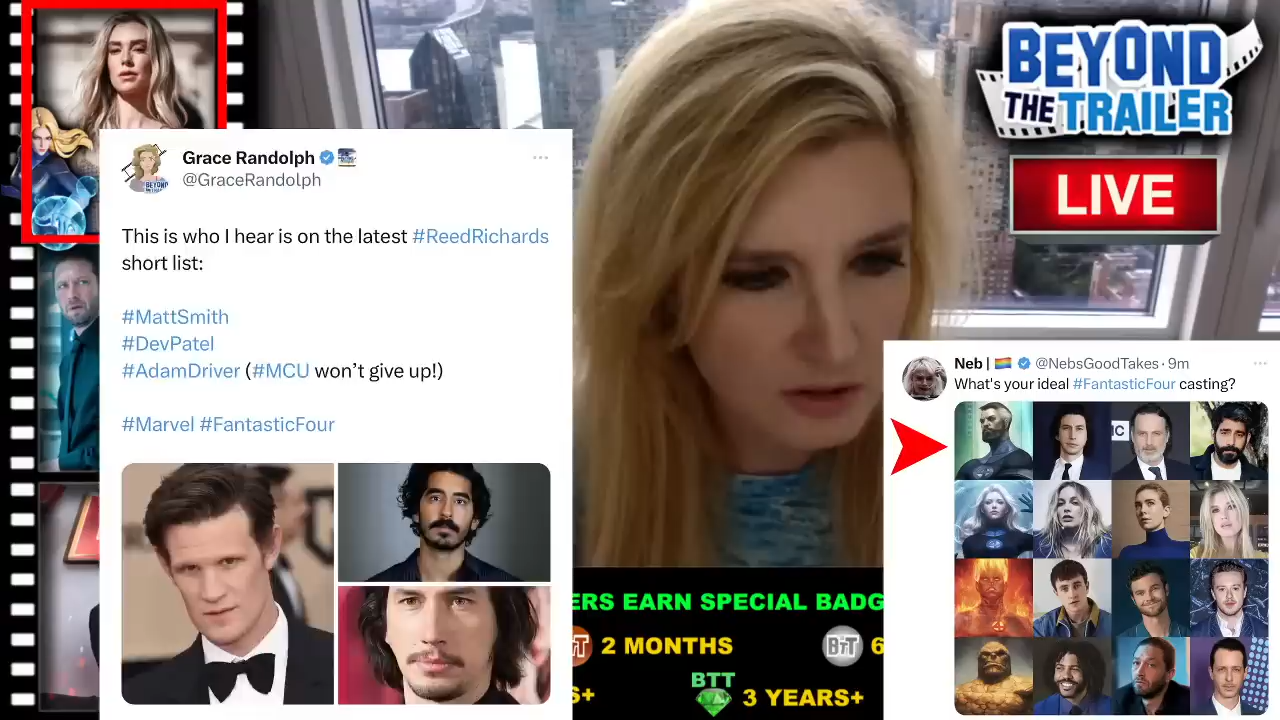 BEYOND
THE TRAILER
LIVE
Grace Randolph
@GraceRandolph
This is who I hear is on the latest #ReedRichards
short list:
#MattSmith
#DevPatel
#AdamDriver (#MCU won't give up!)
#Marvel #FantasticFour
Neb | @NebsGoodTakes · 9m
What's your ideal #FantasticFour casting?
ERS EARN SPECIAL BADG
2 MONTHS
BTT 6
BTT
S+
3 YEARS+